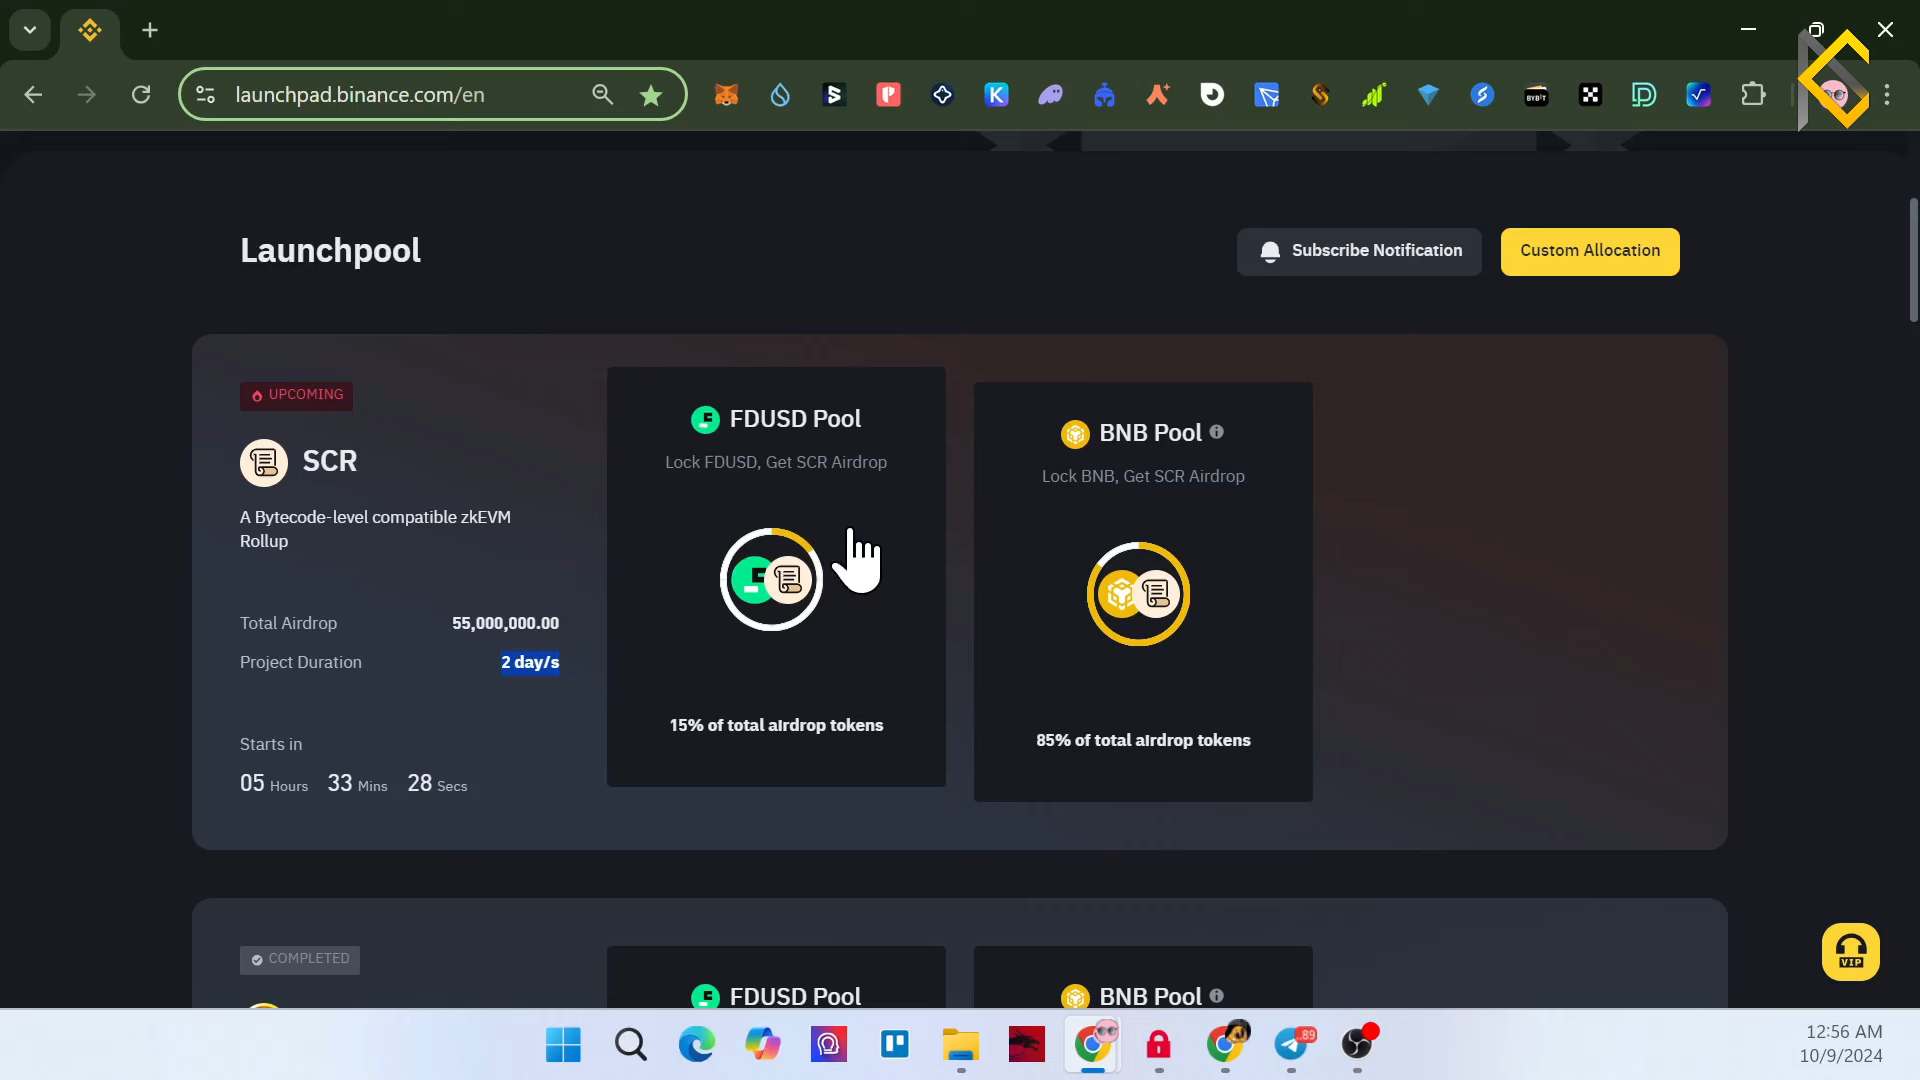 launchpad.binance.com/en
BYBIT
Launchpool
Subscribe Notification
Custom Allocation
UPCOMING
SCR
A Bytecode-level compatible zkEVM
Rollup
Total Airdrop 55,000,000.00
Project Duration 2 day/s
Starts in
05 Hours 33 Mins 28 Secs
FDUSD Pool
Lock FDUSD, Get SCR Airdrop
15% of total airdrop tokens
BNB Pool
Lock BNB, Get SCR Airdrop
85% of total airdrop tokens
COMPLETED
FDUSD Pool
BNB Pool
VIP
.89
12:56 AM
10/9/2024